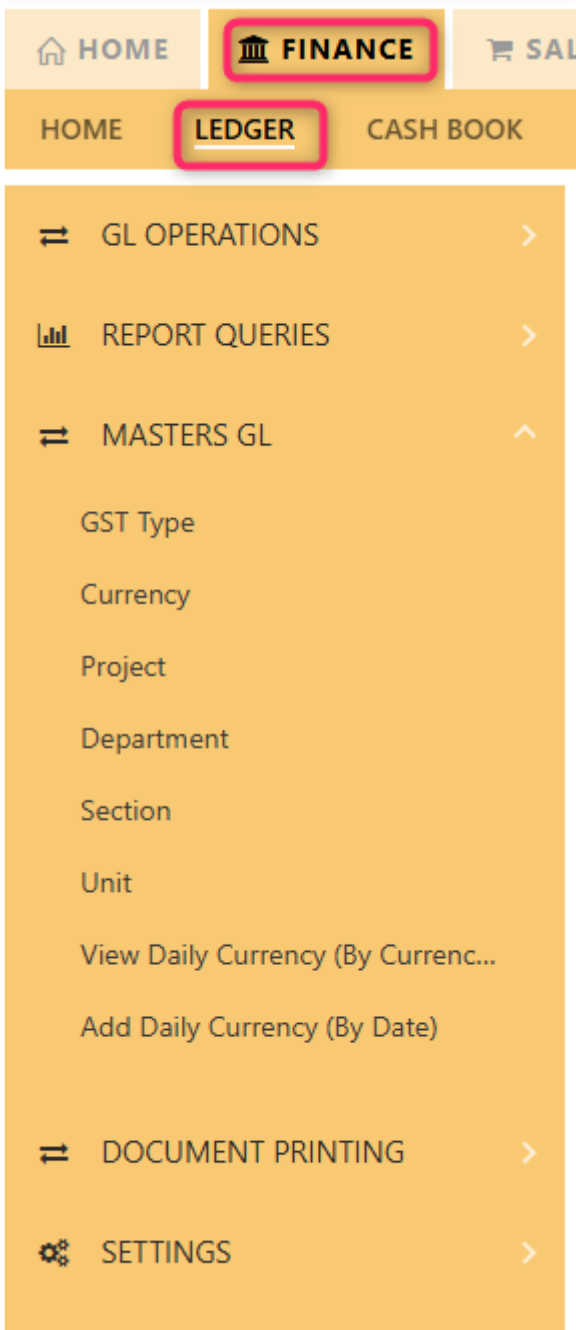 HOME FINANCE SAL
HOME LEDGER CASH BOOK
GL OPERATIONS
REPORT QUERIES
MASTERS GL
GST Type
Currency
Project
Department
Section
Unit
View Daily Currency (By Currenc...
Add Daily Currency (By Date)
DOCUMENT PRINTING
SETTINGS